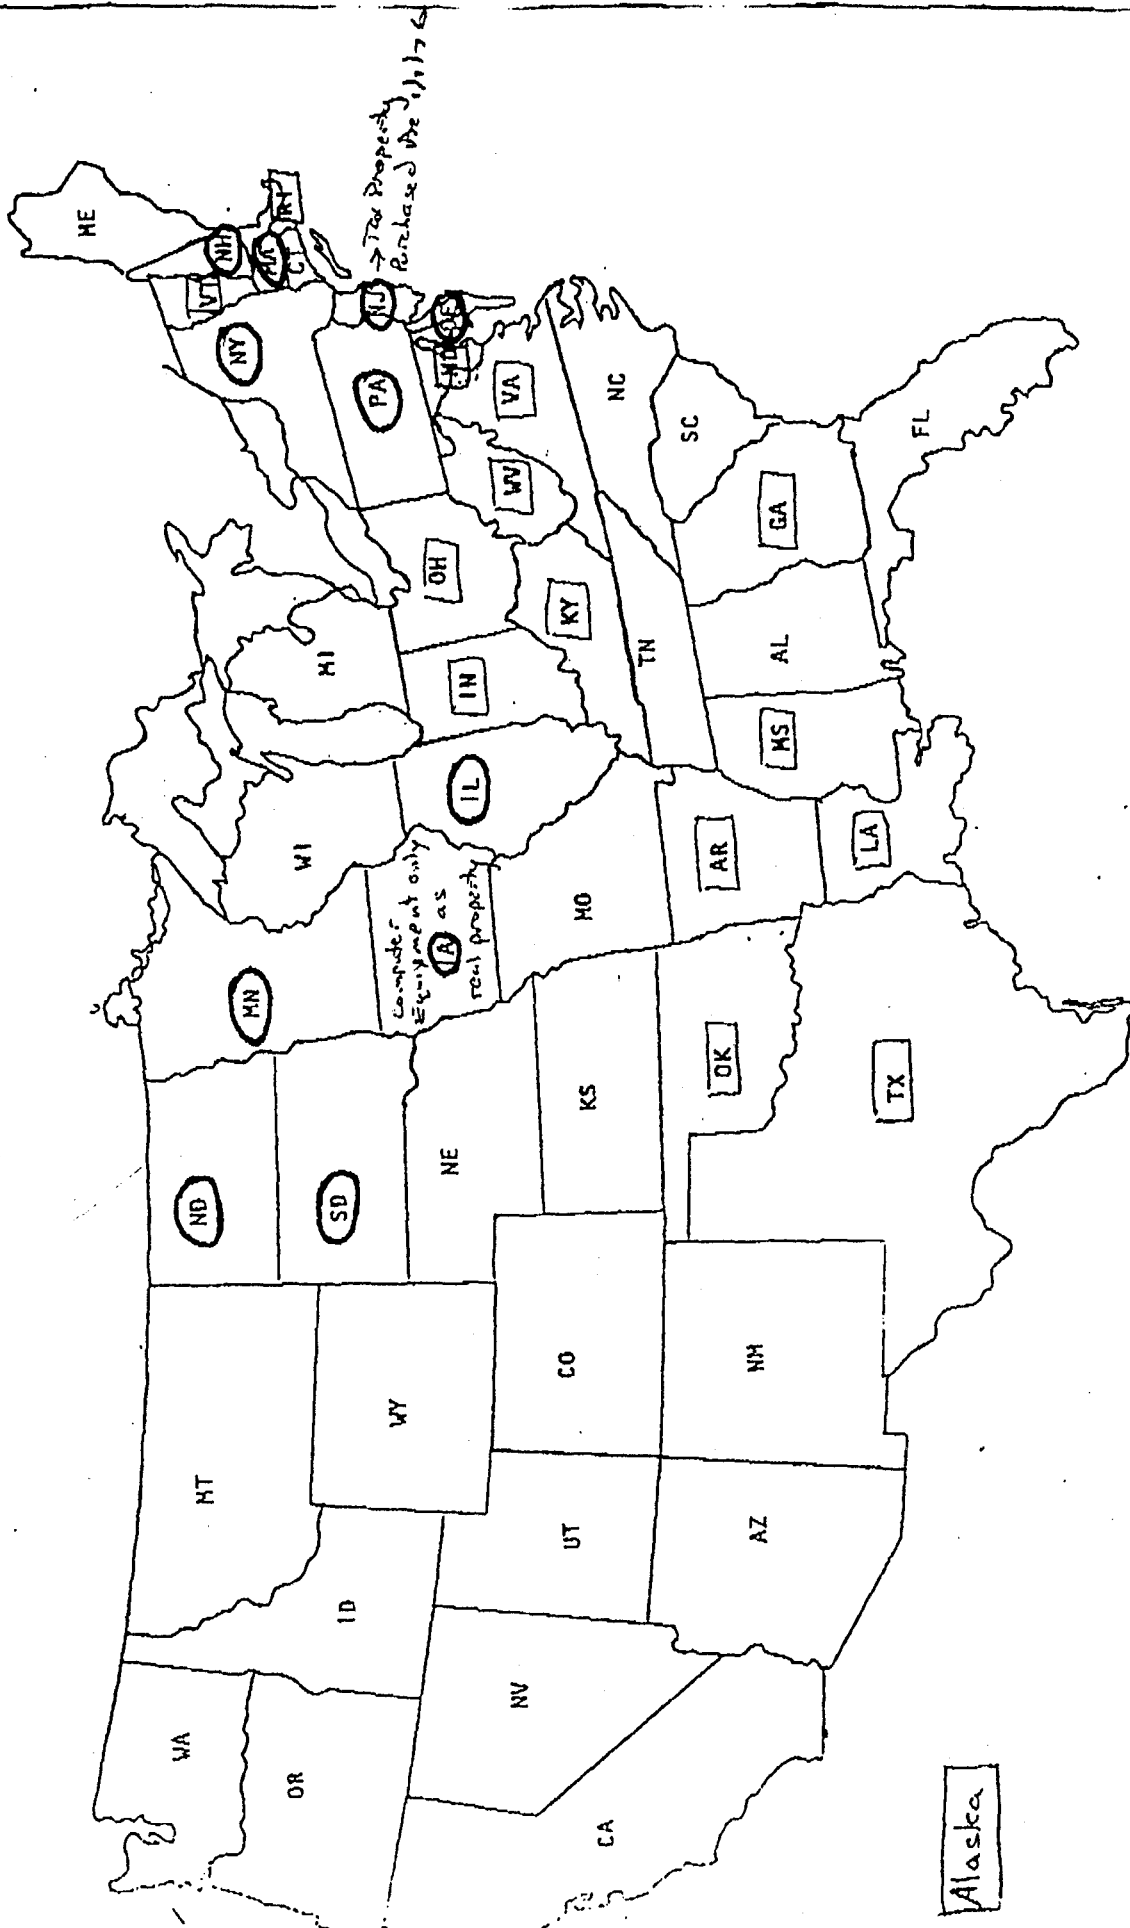 ME
NH
VT
MA
RI
CT
NY
NJ
→ Tax Property
Purchased
PA
MD
DE
VA
WV
OH
NC
SC
KY
TN
GA
FL
AL
MS
IN
MI
IL
WI
computer
Equipment only
IA as
real property
MN
MO
AR
LA
ND
SD
NE
KS
OK
TX
MT
WY
CO
NM
ID
UT
AZ
WA
OR
NV
CA
Alaska